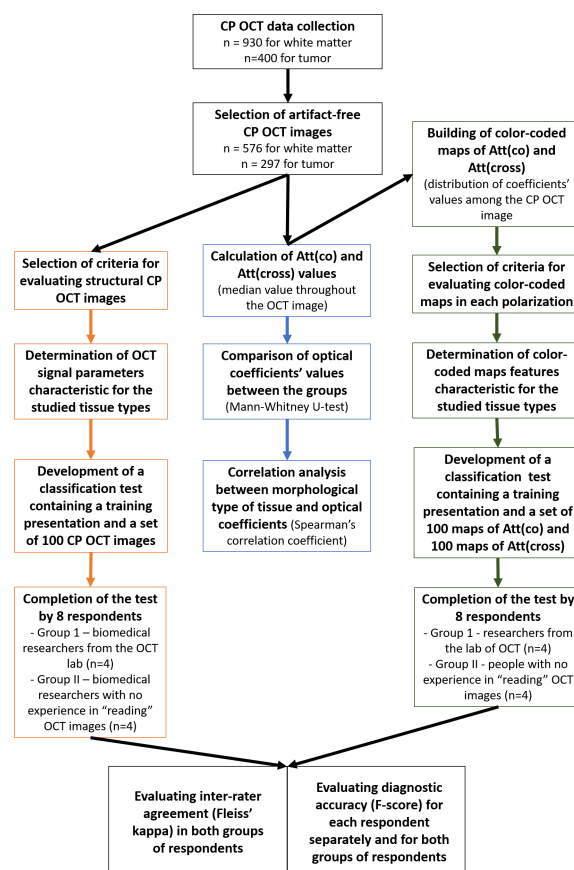 CP OCT data collection
n = 930 for white matter
n=400 for tumor
Selection of artifact-free
CP OCT images
n = 576 for white matter
n = 297 for tumor
Building of color-coded
maps of Att(co) and
Att(cross)
(distribution of coefficients’
values among the CP OCT
image
Selection of criteria for
evaluating structural CP
OCT images
Calculation of Att(co) and
Att(cross) values
(median value throughout
the OCT image)
Selection of criteria for
evaluating color-coded
maps in each polarization
Determination of OCT
signal parameters
characteristic for the
studied tissue types
Comparison of optical
coefficients’ values
between the groups
(Mann-Whitney U-test)
Determination of color-
coded maps features
characteristic for the
studied tissue types
Development of a
classification test
containing a training
presentation and a set
of 100 CP OCT images
Correlation analysis
between morphological
type of tissue and optical
coefficients (Spearman’s
correlation coefficient)
Development of a
classification test
containing a training
presentation and a set of
100 maps of Att(co) and
100 maps of Att(cross)
Completion of the test
by 8 respondents
- Group 1 – biomedical
researchers from the OCT
lab (n=4)
- Group II – biomedical
researchers with no
experience in “reading”
OCT images (n=4)
Completion of the test by
8 respondents
- Group 1 - researchers from
the lab of OCT (n=4)
- Group II - people with no
experience in “reading” OCT
images (n=4)
Evaluating inter-rater
agreement (Fleiss’
kappa) in both groups
of respondents
Evaluating diagnostic
accuracy (F-score) for
each respondent
separately and for both
groups of respondents